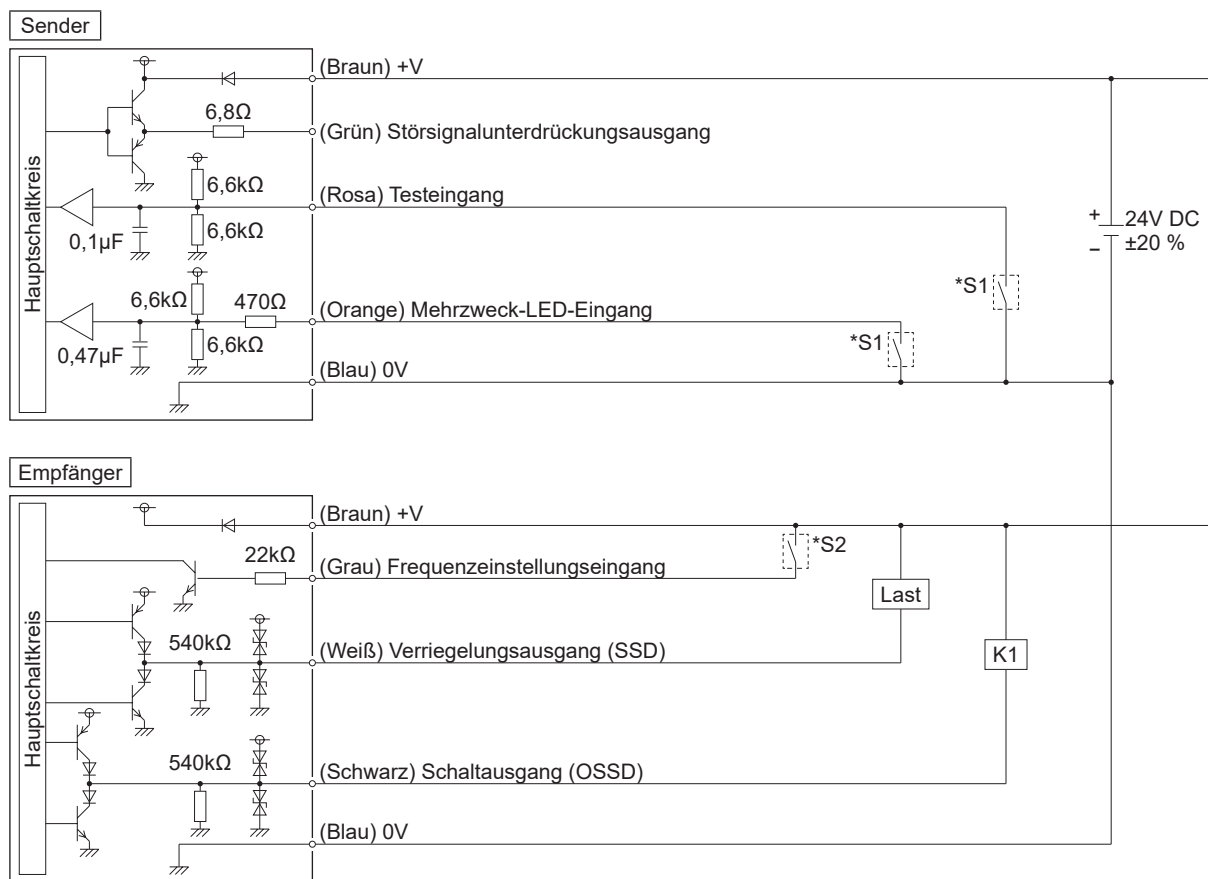 Sender
Hauptschaltkreis
(Braun) +V
6,8Ω
(Grün) Störsignalunterdrückungsausgang
6,6kΩ
(Rosa) Testeingang
0,1µF
6,6kΩ
+
24V DC
−
±20 %
*S1
6,6kΩ
470Ω
(Orange) Mehrzweck-LED-Eingang
*S1
0,47µF
6,6kΩ
(Blau) 0V
Empfänger
Hauptschaltkreis
(Braun) +V
*S2
22kΩ
(Grau) Frequenzeinstellungseingang
Last
540kΩ
(Weiß) Verriegelungsausgang (SSD)
K1
540kΩ
(Schwarz) Schaltausgang (OSSD)
(Blau) 0V